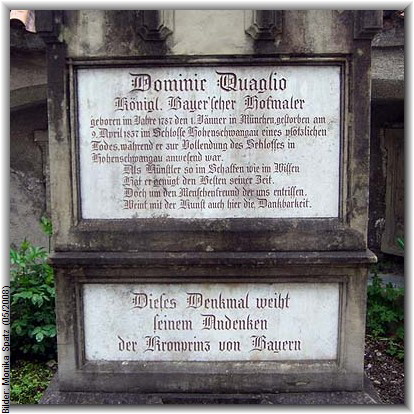 Dominic Quaglio
Königl. Bayer'scher Hofmaler
geboren im Jahre 1787 den 1. Jänner in München, gestorben am
9. April 1837 im Schlosse Hohenschwangau eines plötzlichen
Todes, während er zur Vollendung des Schlosses in
Hohenschwangau anwesend war.
Als Künstler so im Schaffen wie im Wissen
Hat er genügt den Besten seiner Zeit.
Doch um den Menschenfreund der uns entrissen,
Weint mit der Kunst auch hier die Dankbarkeit.
Dieses Denkmal weiht
seinem Andenken
der Kronprinz von Bayern
Bilder: Monika Spatz (05/2008)